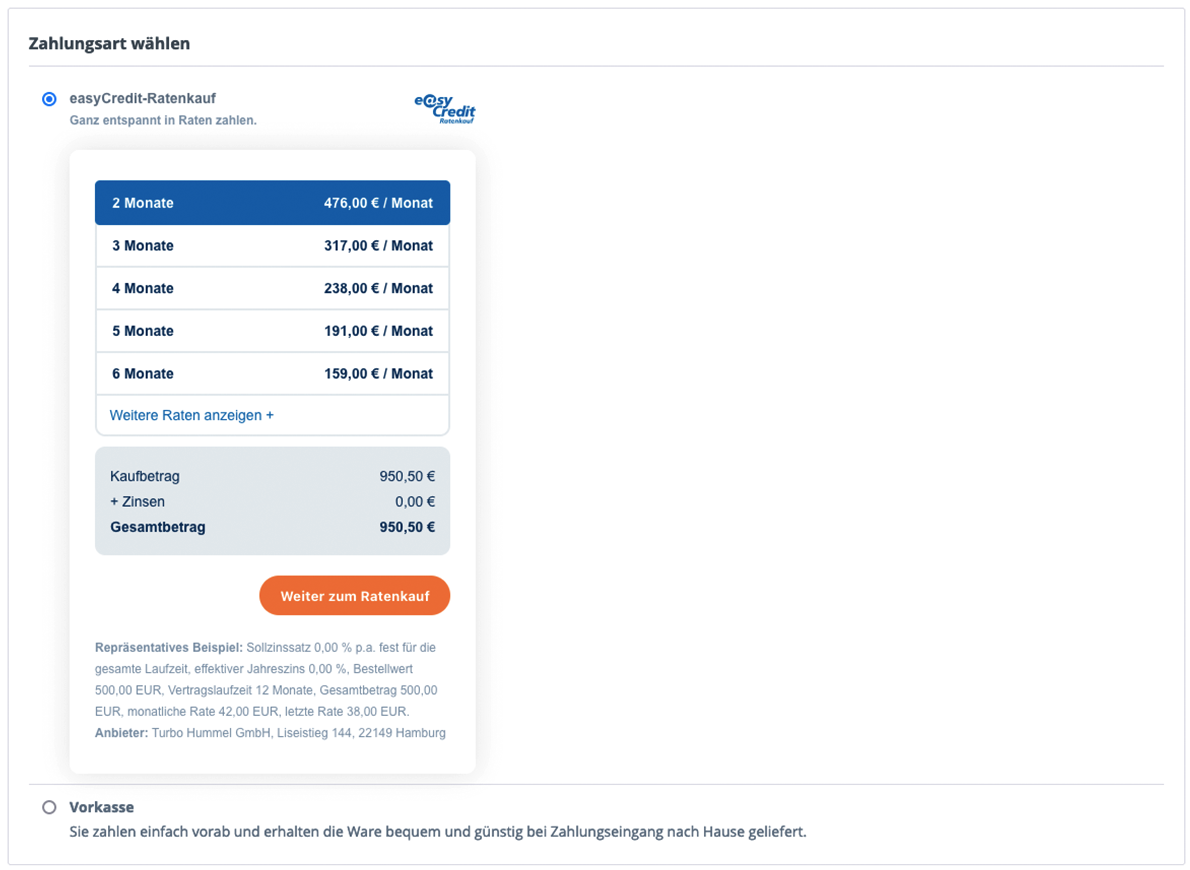 Zahlungsart wählen
easyCredit-Ratenkauf
Ganz entspannt in Raten zahlen.
e@sy
Credit
Ratenkauf
2 Monate 476,00 € / Monat
3 Monate 317,00 € / Monat
4 Monate 238,00 € / Monat
5 Monate 191,00 € / Monat
6 Monate 159,00 € / Monat
Weitere Raten anzeigen +
Kaufbetrag 950,50 €
+ Zinsen 0,00 €
Gesamtbetrag 950,50 €
Weiter zum Ratenkauf
Repräsentatives Beispiel: Sollzinssatz 0,00 % p.a. fest für die
gesamte Laufzeit, effektiver Jahreszins 0,00 %, Bestellwert
500,00 EUR, Vertragslaufzeit 12 Monate, Gesamtbetrag 500,00
EUR, monatliche Rate 42,00 EUR, letzte Rate 38,00 EUR.
Anbieter: Turbo Hummel GmbH, Liseistieg 144, 22149 Hamburg
Vorkasse
Sie zahlen einfach vorab und erhalten die Ware bequem und günstig bei Zahlungseingang nach Hause geliefert.